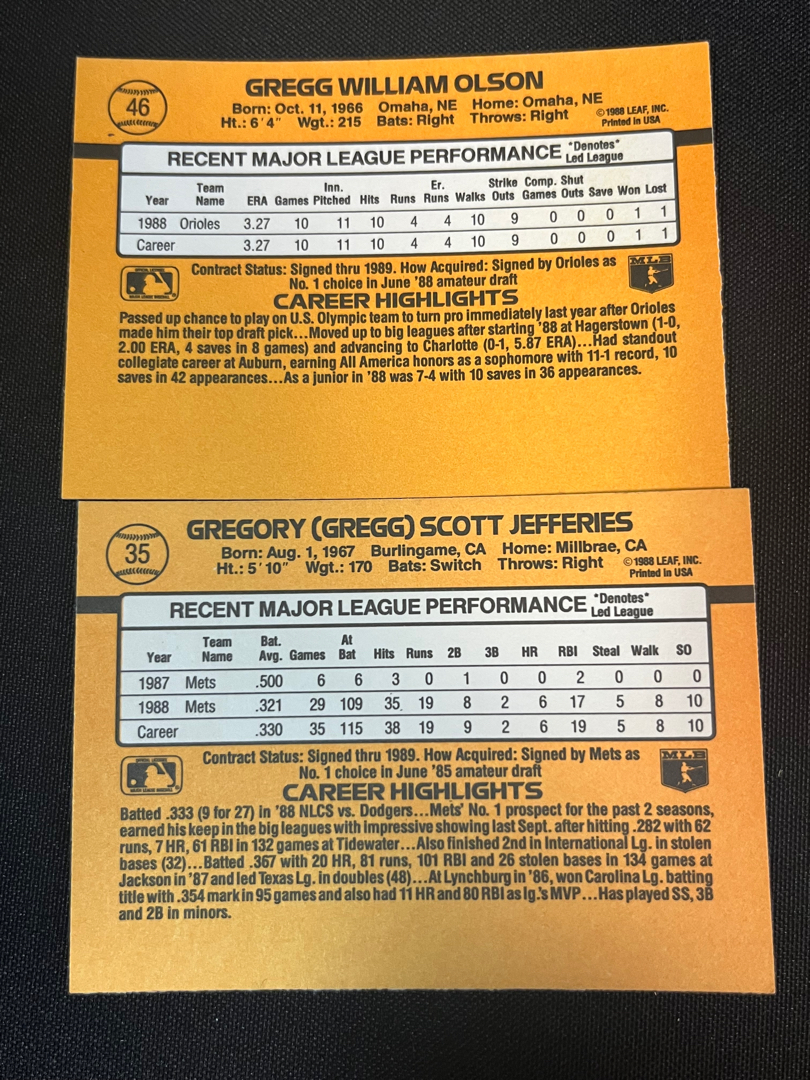 GREGG WILLIAM OLSON
46
Born: Oct. 11, 1966 Omaha, NE Home: Omaha, NE
Ht.: 6'4" Wgt.: 215 Bats: Right Throws: Right
©1988 LEAF, INC.
Printed in USA
RECENT MAJOR LEAGUE PERFORMANCE *Denotes*
Led League
Year Team Name ERA Games Inn. Pitched Hits Runs Er. Runs Walks Strike Outs Comp. Games Shut Outs Save Won Lost
1988 Orioles 3.27 10 11 10 4 4 10 9 0 0 0 1 1
Career 3.27 10 11 10 4 4 10 9 0 0 0 1 1
Contract Status: Signed thru 1989. How Acquired: Signed by Orioles as
No. 1 choice in June '88 amateur draft
MLB
CAREER HIGHLIGHTS
Passed up chance to play on U.S. Olympic team to turn pro immediately last year after Orioles
made him their top draft pick...Moved up to big leagues after starting '88 at Hagerstown (1-0,
2.00 ERA, 4 saves in 8 games) and advancing to Charlotte (0-1, 5.87 ERA)...Had standout
collegiate career at Auburn, earning All America honors as a sophomore with 11-1 record, 10
saves in 42 appearances...As a junior in '88 was 7-4 with 10 saves in 36 appearances.
GREGORY (GREGG) SCOTT JEFFERIES
35
Born: Aug. 1, 1967 Burlingame, CA Home: Millbrae, CA
Ht.: 5'10" Wgt.: 170 Bats: Switch Throws: Right
©1988 LEAF, INC.
Printed in USA
RECENT MAJOR LEAGUE PERFORMANCE *Denotes*
Led League
Year Team Name Bat. Avg. Games At Bat Hits Runs 2B 3B HR RBI Steal Walk SO
1987 Mets .500 6 6 3 0 1 0 0 2 0 0 0
1988 Mets .321 29 109 35 19 8 2 6 17 5 8 10
Career .330 35 115 38 19 9 2 6 19 5 8 10
Contract Status: Signed thru 1989. How Acquired: Signed by Mets as
No. 1 choice in June '85 amateur draft
MLB
CAREER HIGHLIGHTS
Batted .333 (9 for 27) in '88 NLCS vs. Dodgers...Mets' No. 1 prospect for the past 2 seasons,
earned his keep in the big leagues with impressive showing last Sept. after hitting .282 with 62
runs, 7 HR, 61 RBI in 132 games at Tidewater...Also finished 2nd in International Lg. in stolen
bases (32)...Batted .367 with 20 HR, 81 runs, 101 RBI and 26 stolen bases in 134 games at
Jackson in '87 and led Texas Lg. in doubles (48)...At Lynchburg in '86, won Carolina Lg. batting
title with .354 mark in 95 games and also had 11 HR and 80 RBI as lg.'s MVP...Has played SS, 3B
and 2B in minors.